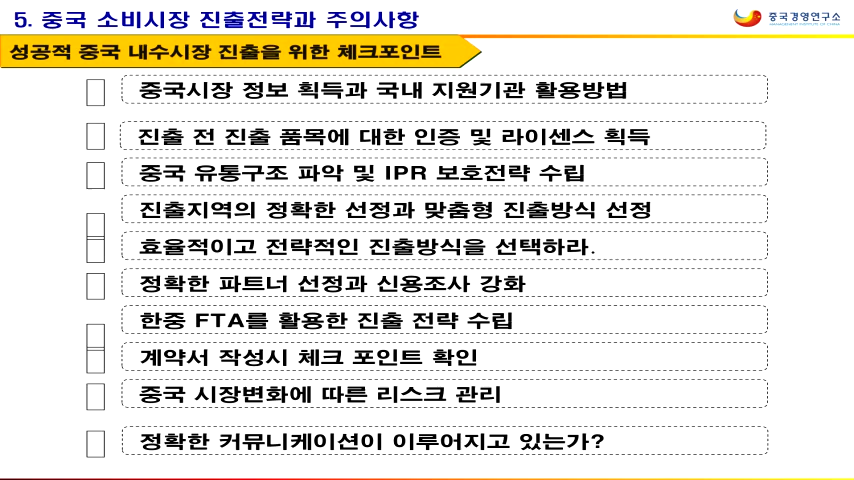 5. 중국 소비시장 진출전략과 주의사항
중국경영연구소
MANAGEMENT INSTITUTE OF CHINA
성공적 중국 내수시장 진출을 위한 체크포인트
중국시장 정보 획득과 국내 지원기관 활용방법
진출 전 진출 품목에 대한 인증 및 라이센스 획득
중국 유통구조 파악 및 IPR 보호전략 수립
진출지역의 정확한 선정과 맞춤형 진출방식 선정
효율적이고 전략적인 진출방식을 선택하라.
정확한 파트너 선정과 신용조사 강화
한중 FTA를 활용한 진출 전략 수립
계약서 작성시 체크 포인트 확인
중국 시장변화에 따른 리스크 관리
정확한 커뮤니케이션이 이루어지고 있는가?